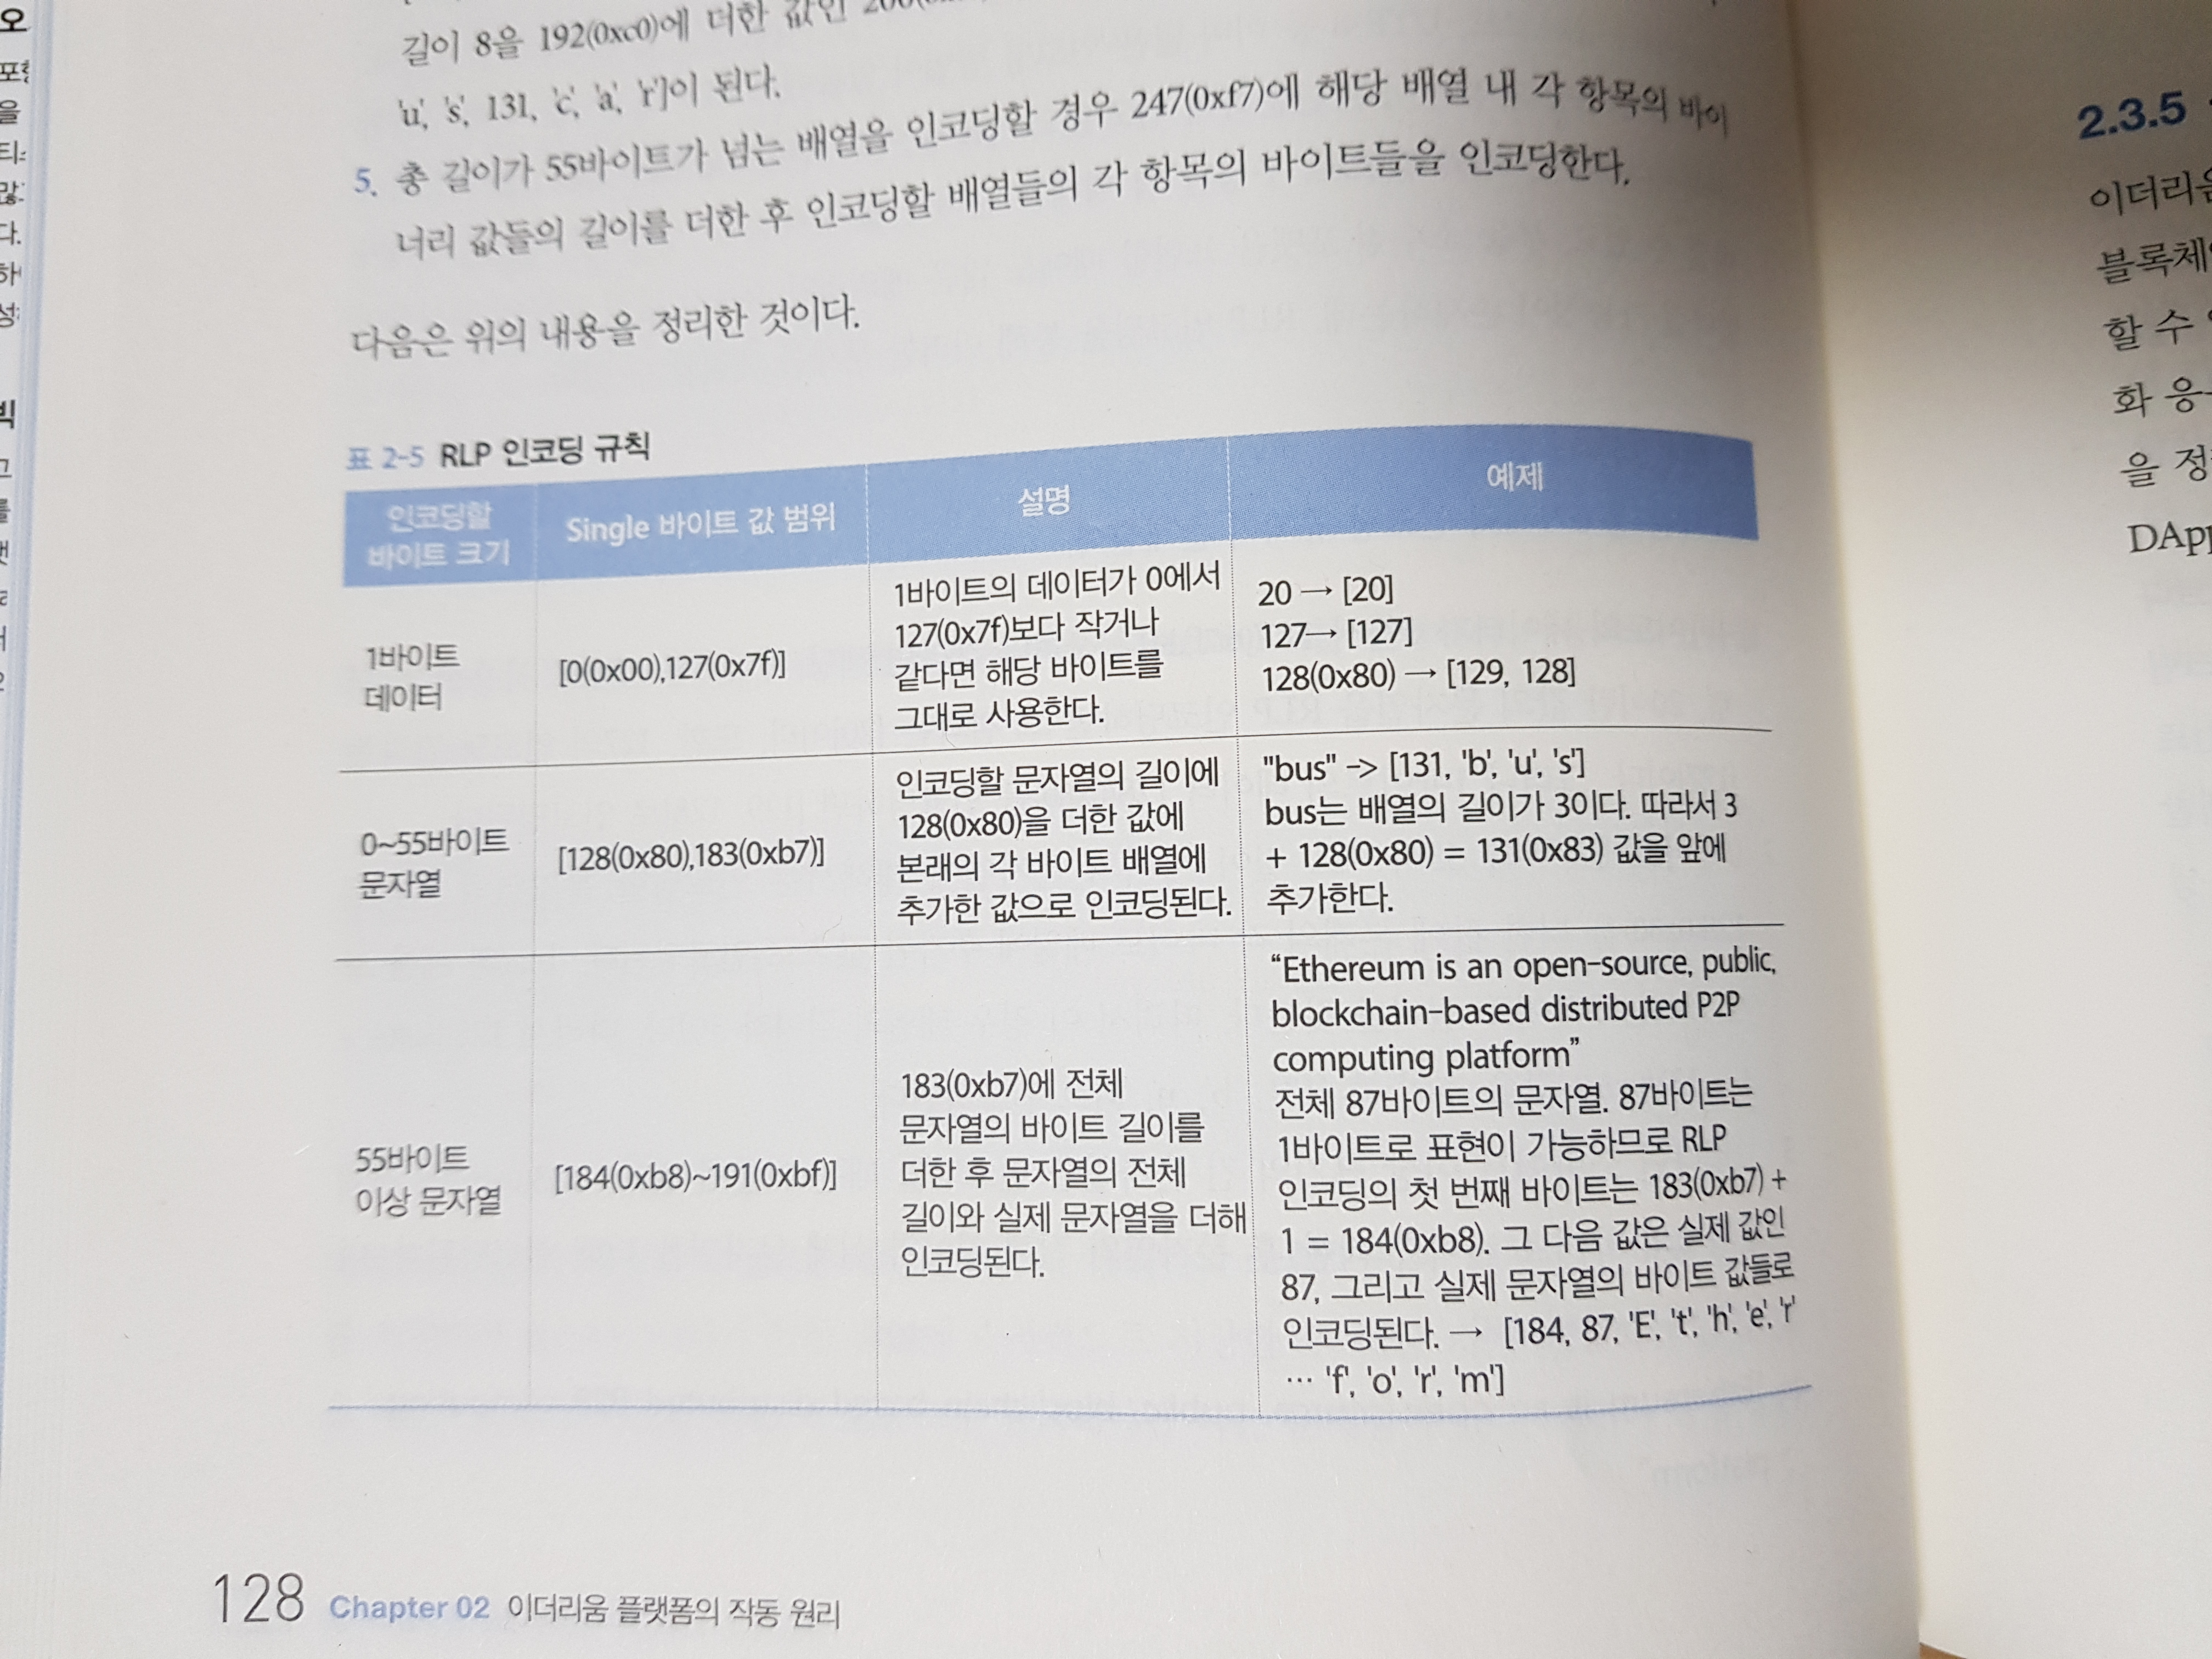 길이 8을 192(0xc0)에 더한 값인
'u', 's', 131, 'c', 'a', 'r']이 된다.
5. 총 길이가 55바이트가 넘는 배열을 인코딩할 경우 247(0xf7)에 해당 배열 내 각 항목의 바이
너리 값들의 길이를 더한 후 인코딩할 배열들의 각 항목의 바이트들을 인코딩한다.
다음은 위의 내용을 정리한 것이다.
표 2-5 RLP 인코딩 규칙
인코딩할
바이트 크기
Single 바이트 값 범위
설명
예제
1바이트
데이터
[0(0x00),127(0x7f)]
1바이트의 데이터가 0에서
127(0x7f)보다 작거나
같다면 해당 바이트를
그대로 사용한다.
20 → [20]
127→ [127]
128(0x80) → [129, 128]
0~55바이트
문자열
[128(0x80),183(0xb7)]
인코딩할 문자열의 길이에
128(0x80)을 더한 값에
본래의 각 바이트 배열에
추가한 값으로 인코딩된다.
"bus" -> [131, 'b', 'u', 's']
bus는 배열의 길이가 3이다. 따라서 3
+ 128(0x80) = 131(0x83) 값을 앞에
추가한다.
55바이트
이상 문자열
[184(0xb8)~191(0xbf)]
183(0xb7)에 전체
문자열의 바이트 길이를
더한 후 문자열의 전체
길이와 실제 문자열을 더해
인코딩된다.
“Ethereum is an open-source, public,
blockchain-based distributed P2P
computing platform”
전체 87바이트의 문자열. 87바이트는
1바이트로 표현이 가능하므로 RLP
인코딩의 첫 번째 바이트는 183(0xb7) +
1 = 184(0xb8). 그 다음 값은 실제 값인
87, 그리고 실제 문자열의 바이트 값들로
인코딩된다. → [184, 87, 'E', 't', 'h', 'e', 'r'
… 'f', 'o', 'r', 'm']
128 Chapter 02 이더리움 플랫폼의 작동 원리
2.3.5
이더리움
블록체
할 수
화 응
을 정
DApp